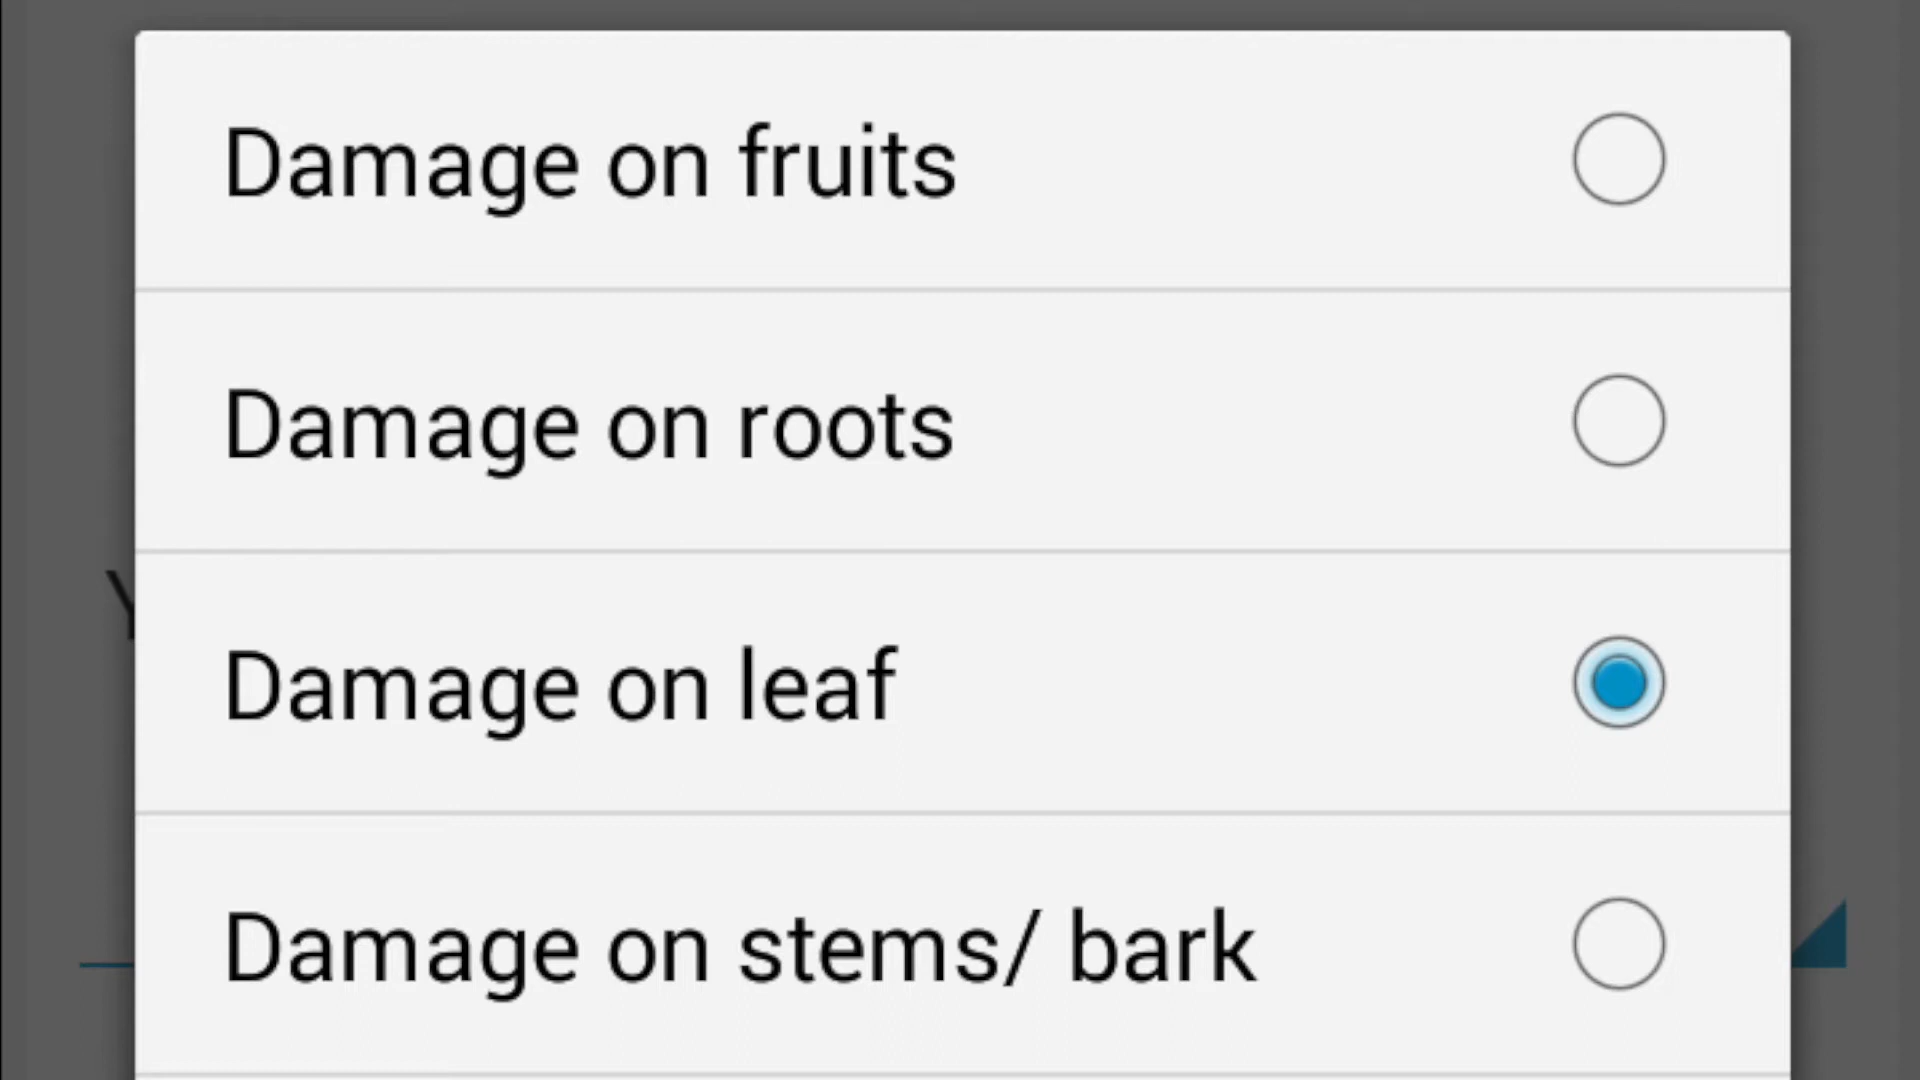 Damage on fruits
Damage on roots
Damage on leaf
Damage on stems/ bark